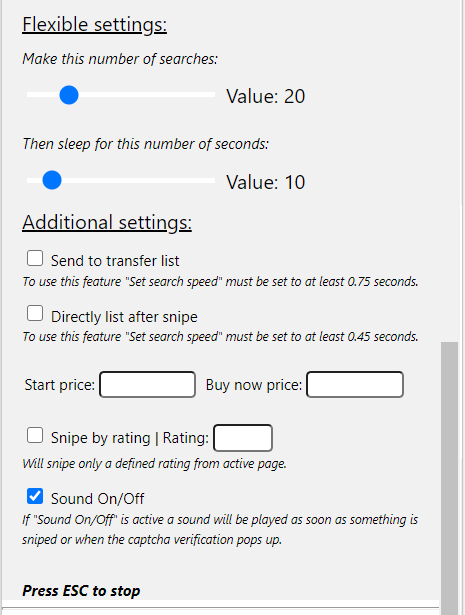 Flexible settings:
Make this number of searches:
Value: 20
Then sleep for this number of seconds:
Value: 10
Additional settings:
Send to transfer list
To use this feature "Set search speed" must be set to at least 0.75 seconds.
Directly list after snipe
To use this feature "Set search speed" must be set to at least 0.45 seconds.
Start price: Buy now price:
Snipe by rating | Rating:
Will snipe only a defined rating from active page.
Sound On/Off
If "Sound On/Off" is active a sound will be played as soon as something is
sniped or when the captcha verification pops up.
Press ESC to stop